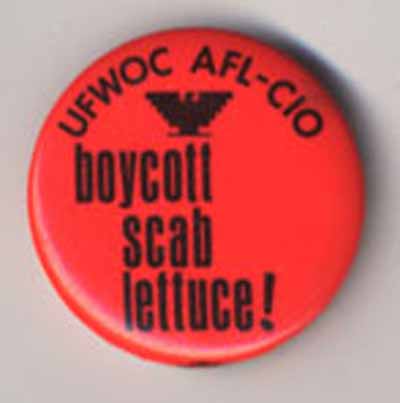 UFWOC AFL-CIO
boycott
scab
lettuce!